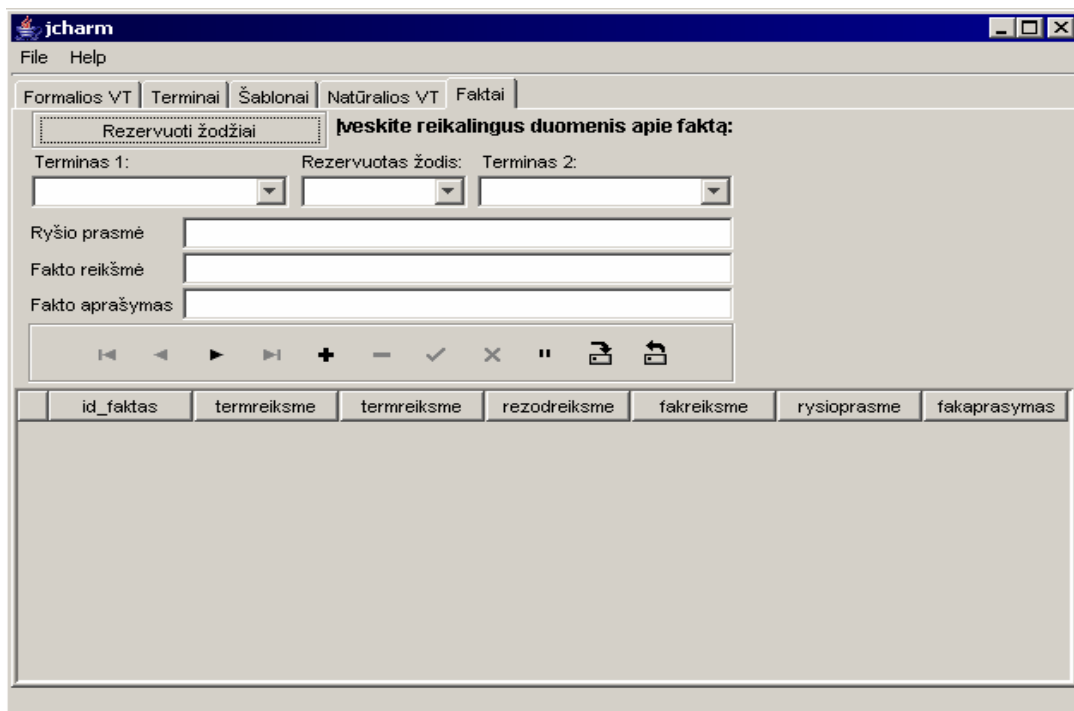 jcharm
File Help
Formalios VT Terminai Šablonai Natūralios VT Faktai
Rezervuoti žodžiai Įveskite reikalingus duomenis apie faktą:
Terminas 1: Rezervuotas žodis: Terminas 2:
Ryšio prasmė
Fakto reikšmė
Fakto aprašymas
id_faktas termreiksme termreiksme rezodreiksme fakreiksme rysioprasme fakaprasymas